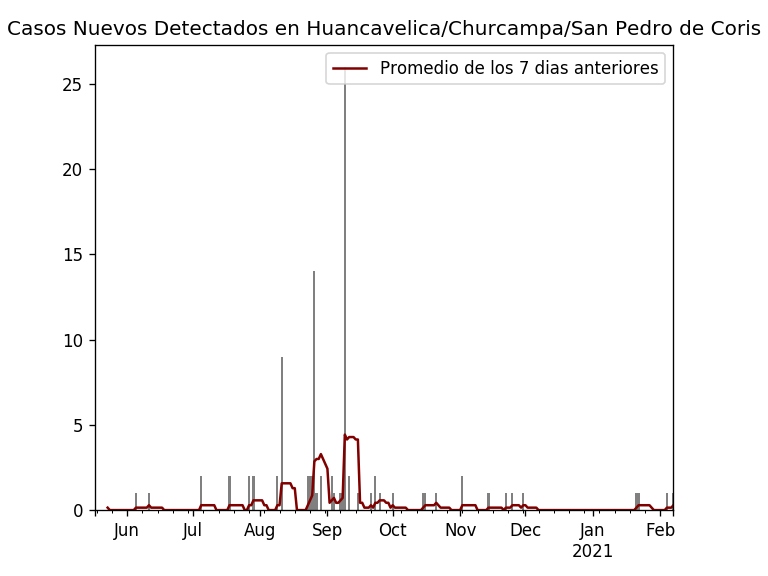 Casos Nuevos Detectados en Huancavelica/Churcampa/San Pedro de Coris
Promedio de los 7 dias anteriores
25
20
15
10
5
0
Jun Jul Aug Sep Oct Nov Dec Jan Feb
2021